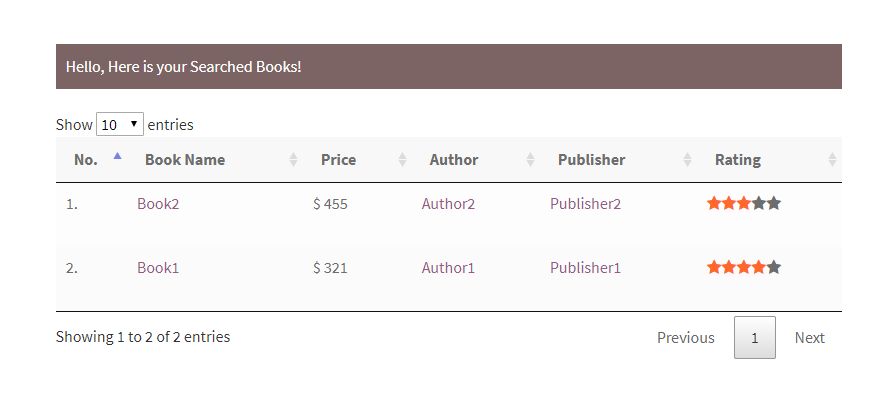 Hello, Here is your Searched Books!
Show 10 entries
No. Book Name Price Author Publisher Rating
1. Book2 $ 455 Author2 Publisher2
2. Book1 $ 321 Author1 Publisher1
Showing 1 to 2 of 2 entries Previous 1 Next